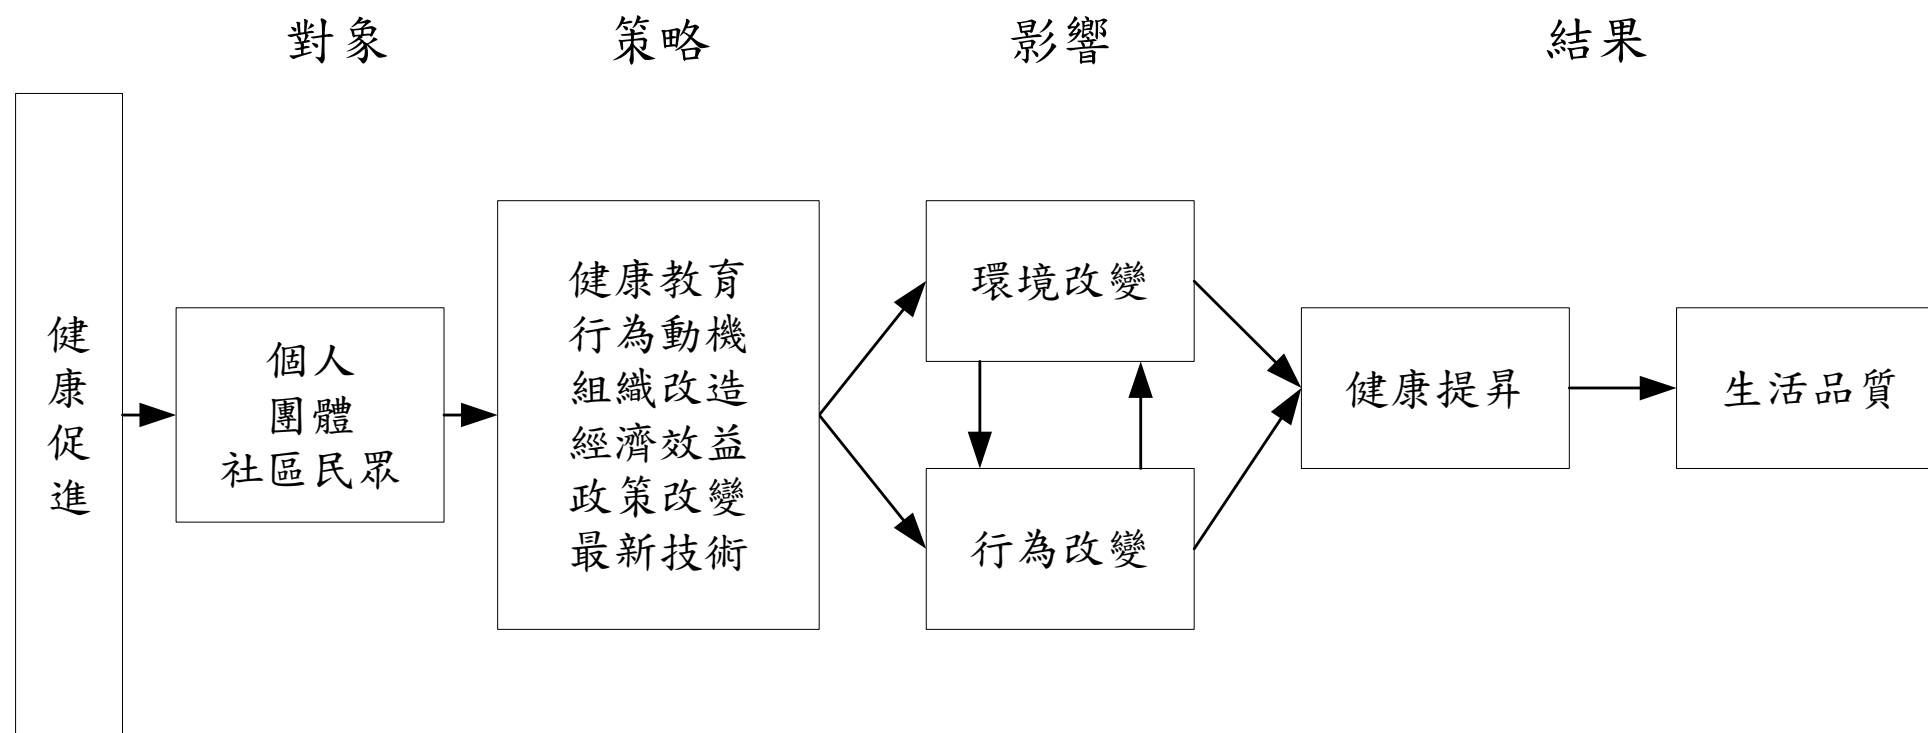 對象
策略
影響
結果
健康促進
個人
團體
社區民眾
健康教育
行為動機
組織改造
經濟效益
政策改變
最新技術
環境改變
行為改變
健康提昇
生活品質